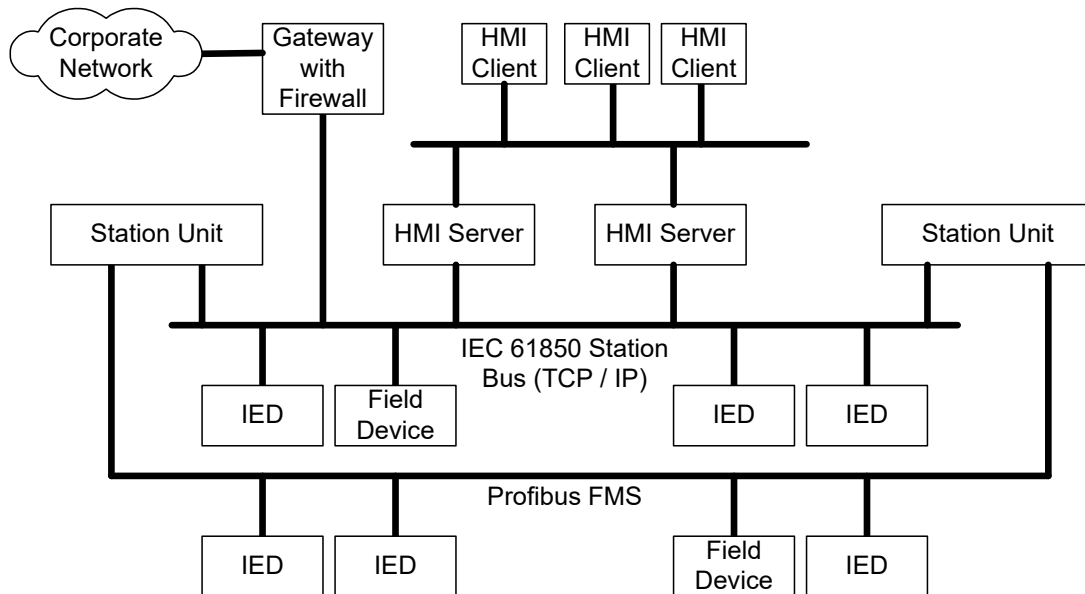 Corporate
Network
Gateway
with
Firewall
HMI
Client
HMI
Client
HMI
Client
Station Unit
HMI Server
HMI Server
Station Unit
IEC 61850 Station
Bus (TCP / IP)
IED
Field
Device
IED
IED
Profibus FMS
IED
IED
Field
Device
IED